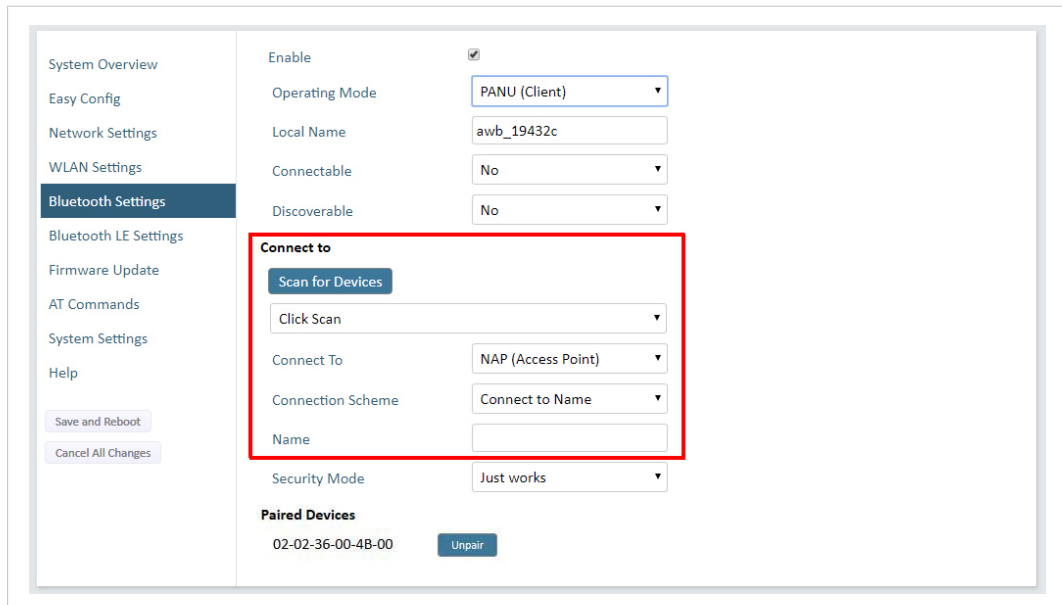 System Overview
Easy Config
Network Settings
WLAN Settings
Bluetooth Settings
Bluetooth LE Settings
Firmware Update
AT Commands
System Settings
Help
Save and Reboot
Cancel All Changes
Enable
Operating Mode PANU (Client)
Local Name awb_19432c
Connectable No
Discoverable No
Connect to
Scan for Devices
Click Scan
Connect To NAP (Access Point)
Connection Scheme Connect to Name
Name
Security Mode Just works
Paired Devices
02-02-36-00-4B-00 Unpair